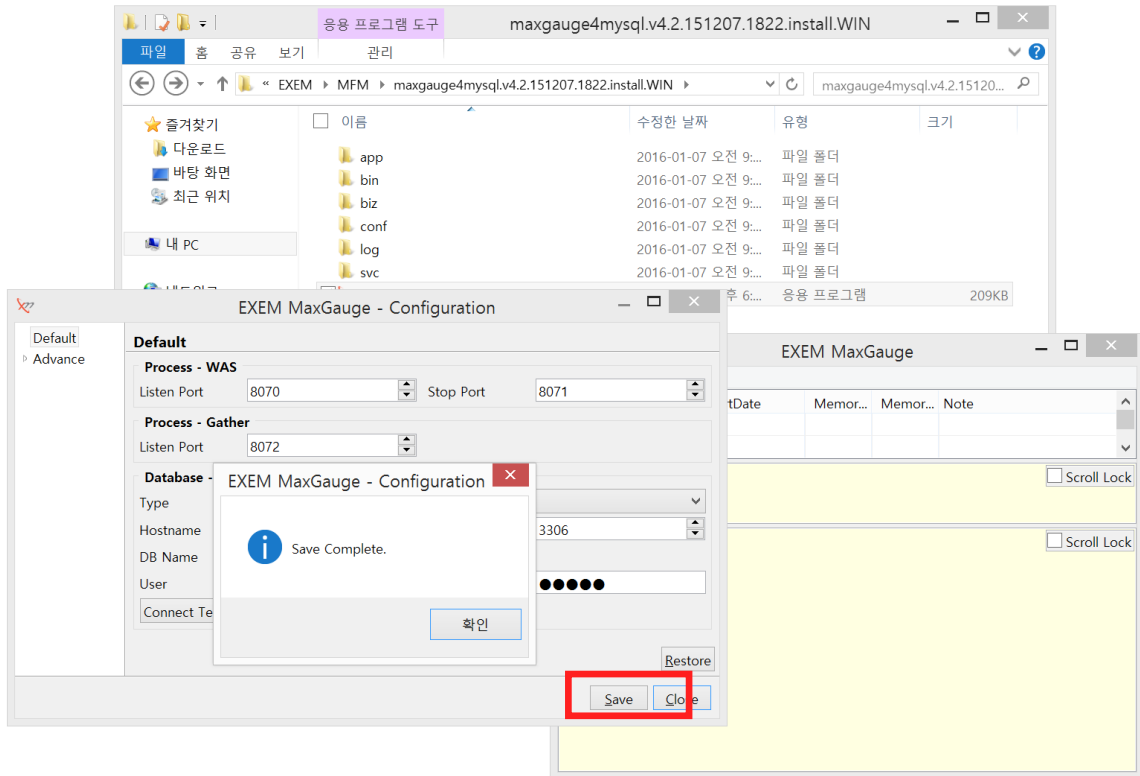 응용 프로그램 도구
maxgauge4mysql.v4.2.151207.1822.install.WIN
파일 홈 공유 보기 관리
« EXEM MFM maxgauge4mysql.v4.2.151207.1822.install.WIN
maxgauge4mysql.v4.2.15120...
즐겨찾기
다운로드
바탕 화면
최근 위치
내 PC
이름 수정한 날짜 유형 크기
app 2016-01-07 오전 9:... 파일 폴더
bin 2016-01-07 오전 9:... 파일 폴더
biz 2016-01-07 오전 9:... 파일 폴더
conf 2016-01-07 오전 9:... 파일 폴더
log 2016-01-07 오전 9:... 파일 폴더
svc 2016-01-07 오전 9:... 파일 폴더
후 6:... 응용 프로그램 209KB
EXEM MaxGauge - Configuration
Default
Advance
Default
Process - WAS
Listen Port 8070 Stop Port 8071
Process - Gather
Listen Port 8072
Database -
Type
Hostname 3306
DB Name
User ●●●●●
Connect Te
EXEM MaxGauge - Configuration
Save Complete.
확인
Restore
Save Close
EXEM MaxGauge
tDate Memor... Memor... Note
Scroll Lock
Scroll Lock